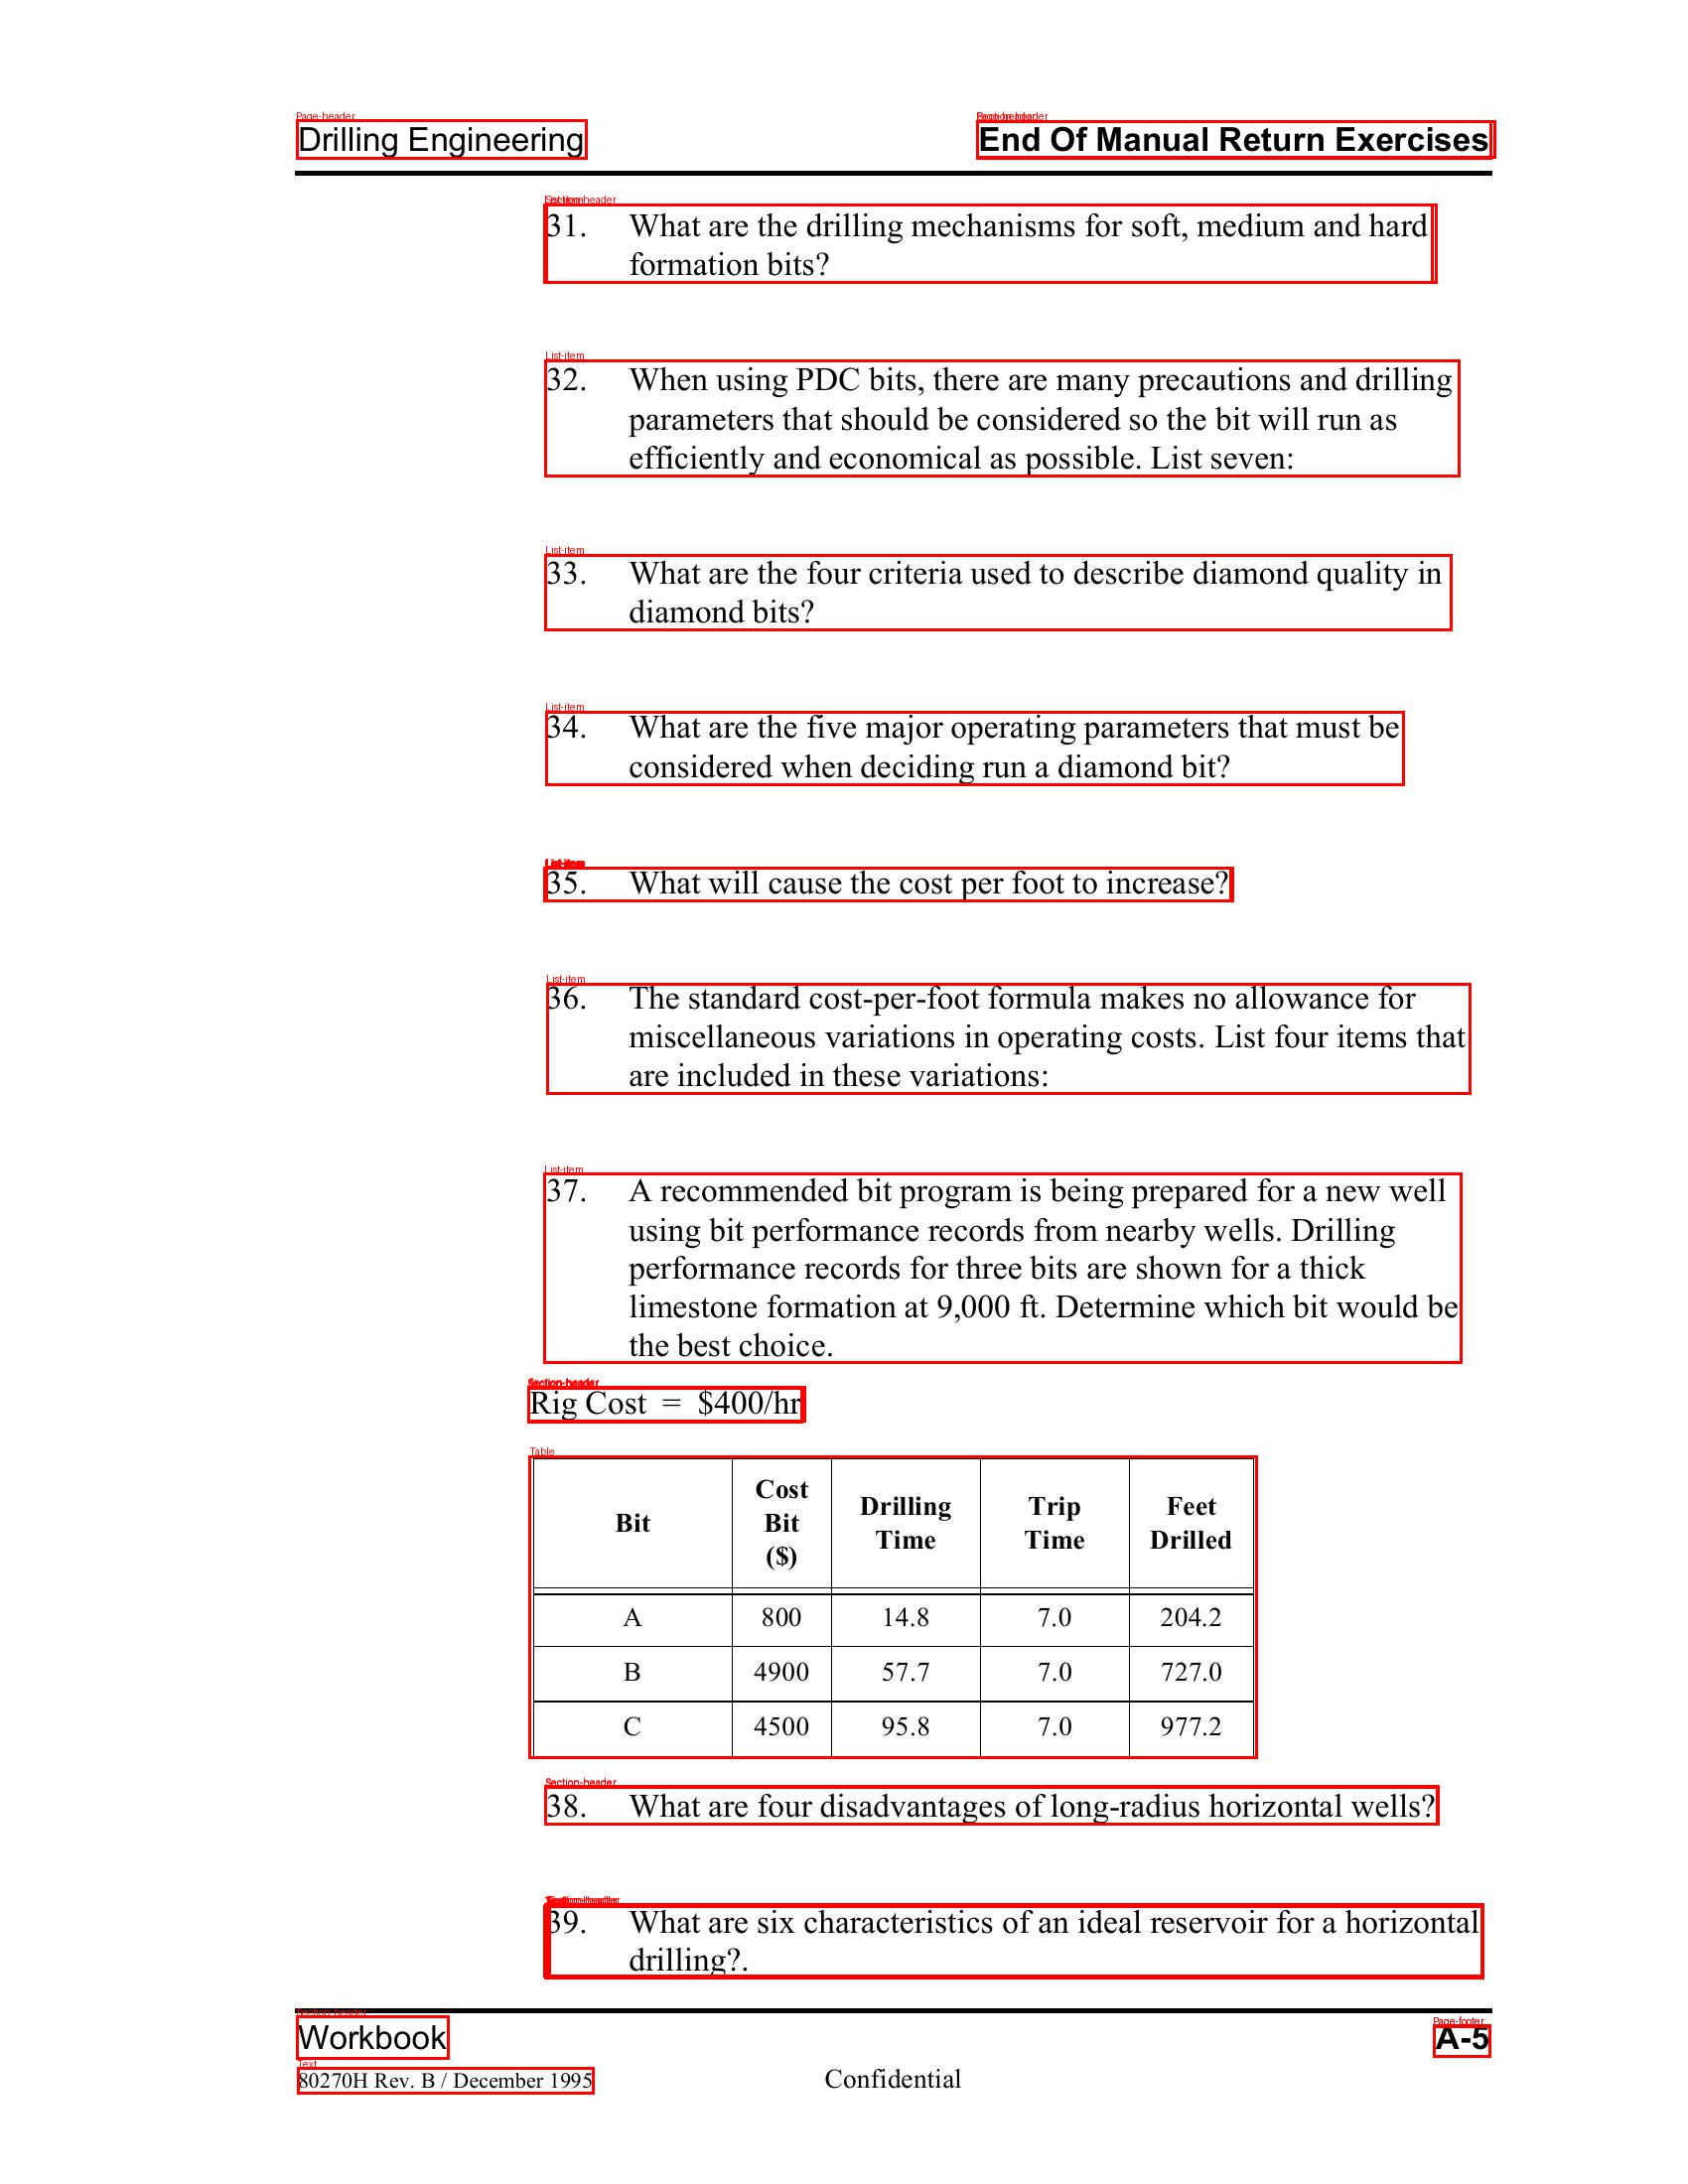 Drilling Engineering
End Of Manual Return Exercises
31. What are the drilling mechanisms for soft, medium and hard
formation bits?
32. When using PDC bits, there are many precautions and drilling
parameters that should be considered so the bit will run as
efficiently and economical as possible. List seven:
33. What are the four criteria used to describe diamond quality in
diamond bits?
34. What are the five major operating parameters that must be
considered when deciding run a diamond bit?
35. What will cause the cost per foot to increase?
36. The standard cost-per-foot formula makes no allowance for
miscellaneous variations in operating costs. List four items that
are included in these variations:
37. A recommended bit program is being prepared for a new well
using bit performance records from nearby wells. Drilling
performance records for three bits are shown for a thick
limestone formation at 9,000 ft. Determine which bit would be
the best choice.
Rig Cost = $400/hr
Table
Bit Cost Bit ($) Drilling Time Trip Time Feet Drilled
A 800 14.8 7.0 204.2
B 4900 57.7 7.0 727.0
C 4500 95.8 7.0 977.2
38. What are four disadvantages of long-radius horizontal wells?
39. What are six characteristics of an ideal reservoir for a horizontal
drilling?.
Workbook
A-5
80270H Rev. B / December 1995
Confidential